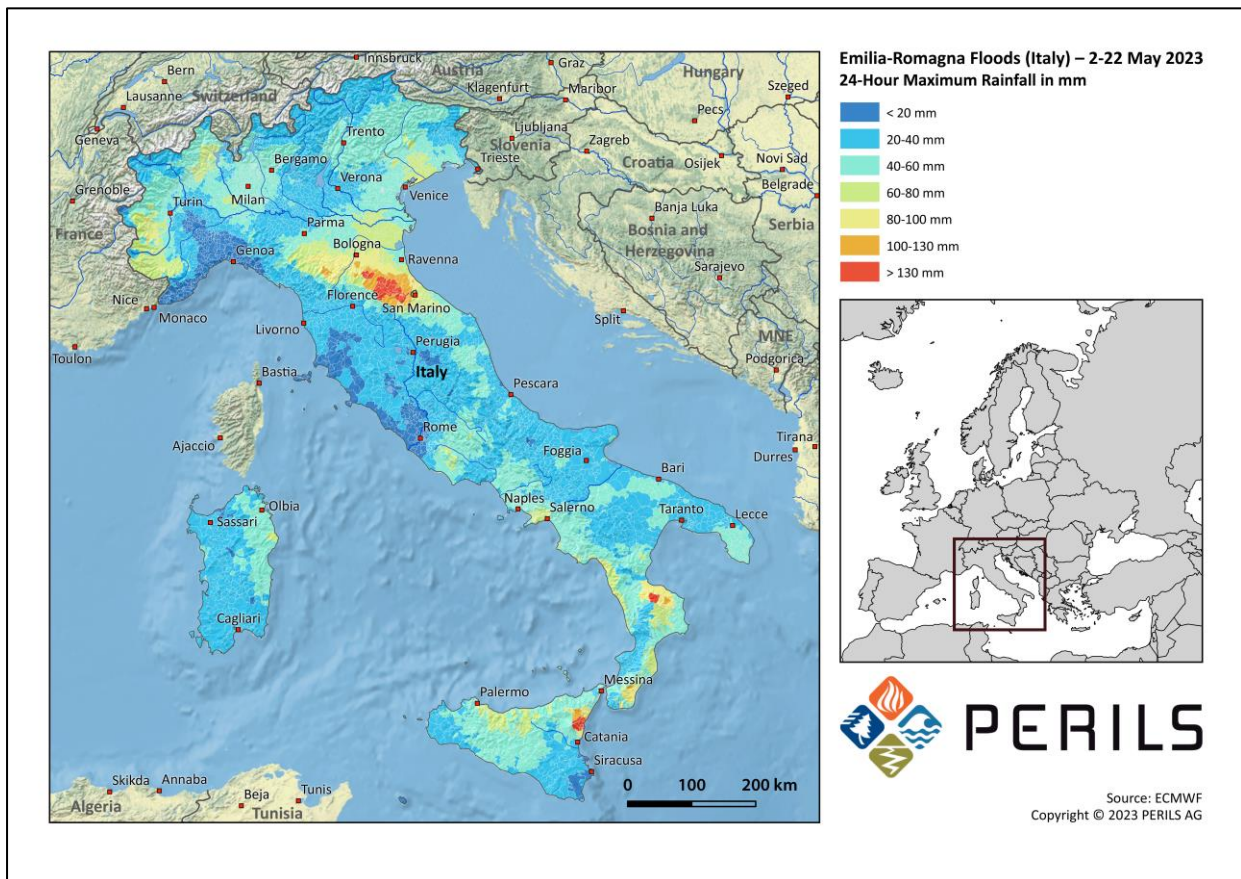 Emilia-Romagna Floods (Italy) – 2-22 May 2023
24-Hour Maximum Rainfall in mm
< 20 mm
20-40 mm
40-60 mm
60-80 mm
80-100 mm
100-130 mm
> 130 mm
Innsbruck
Bern
Austria
Graz
Hungary
Lausanne
Switzerland
Klagenfurt
Maribor
Szeged
Pecs
Geneva
Trento
Ljubljana
Slovenia
Zagreb
Bergamo
Trieste
Croatia
Osijek
Novi Sad
Grenoble
Verona
Belgrade
Milan
Venice
Turin
Banja Luka
Serbia
France
Parma
Bosnia and
Herzegovina
Bologna
Genoa
Ravenna
Sarajevo
Nice
Florence
San Marino
Monaco
Split
Livorno
MNE
Toulon
Perugia
Podgorica
Italy
Bastia
Pescara
Ajaccio
Rome
Tirana
Foggia
Durres
Bari
Olbia
Naples
Salerno
Taranto
Lecce
Sassari
Cagliari
Messina
Palermo
Catania
Siracusa
Skikda
Annaba
Algeria
Beja
Tunis
Tunisia
0 100 200 km
PERILS
Source: ECMWF
Copyright © 2023 PERILS AG